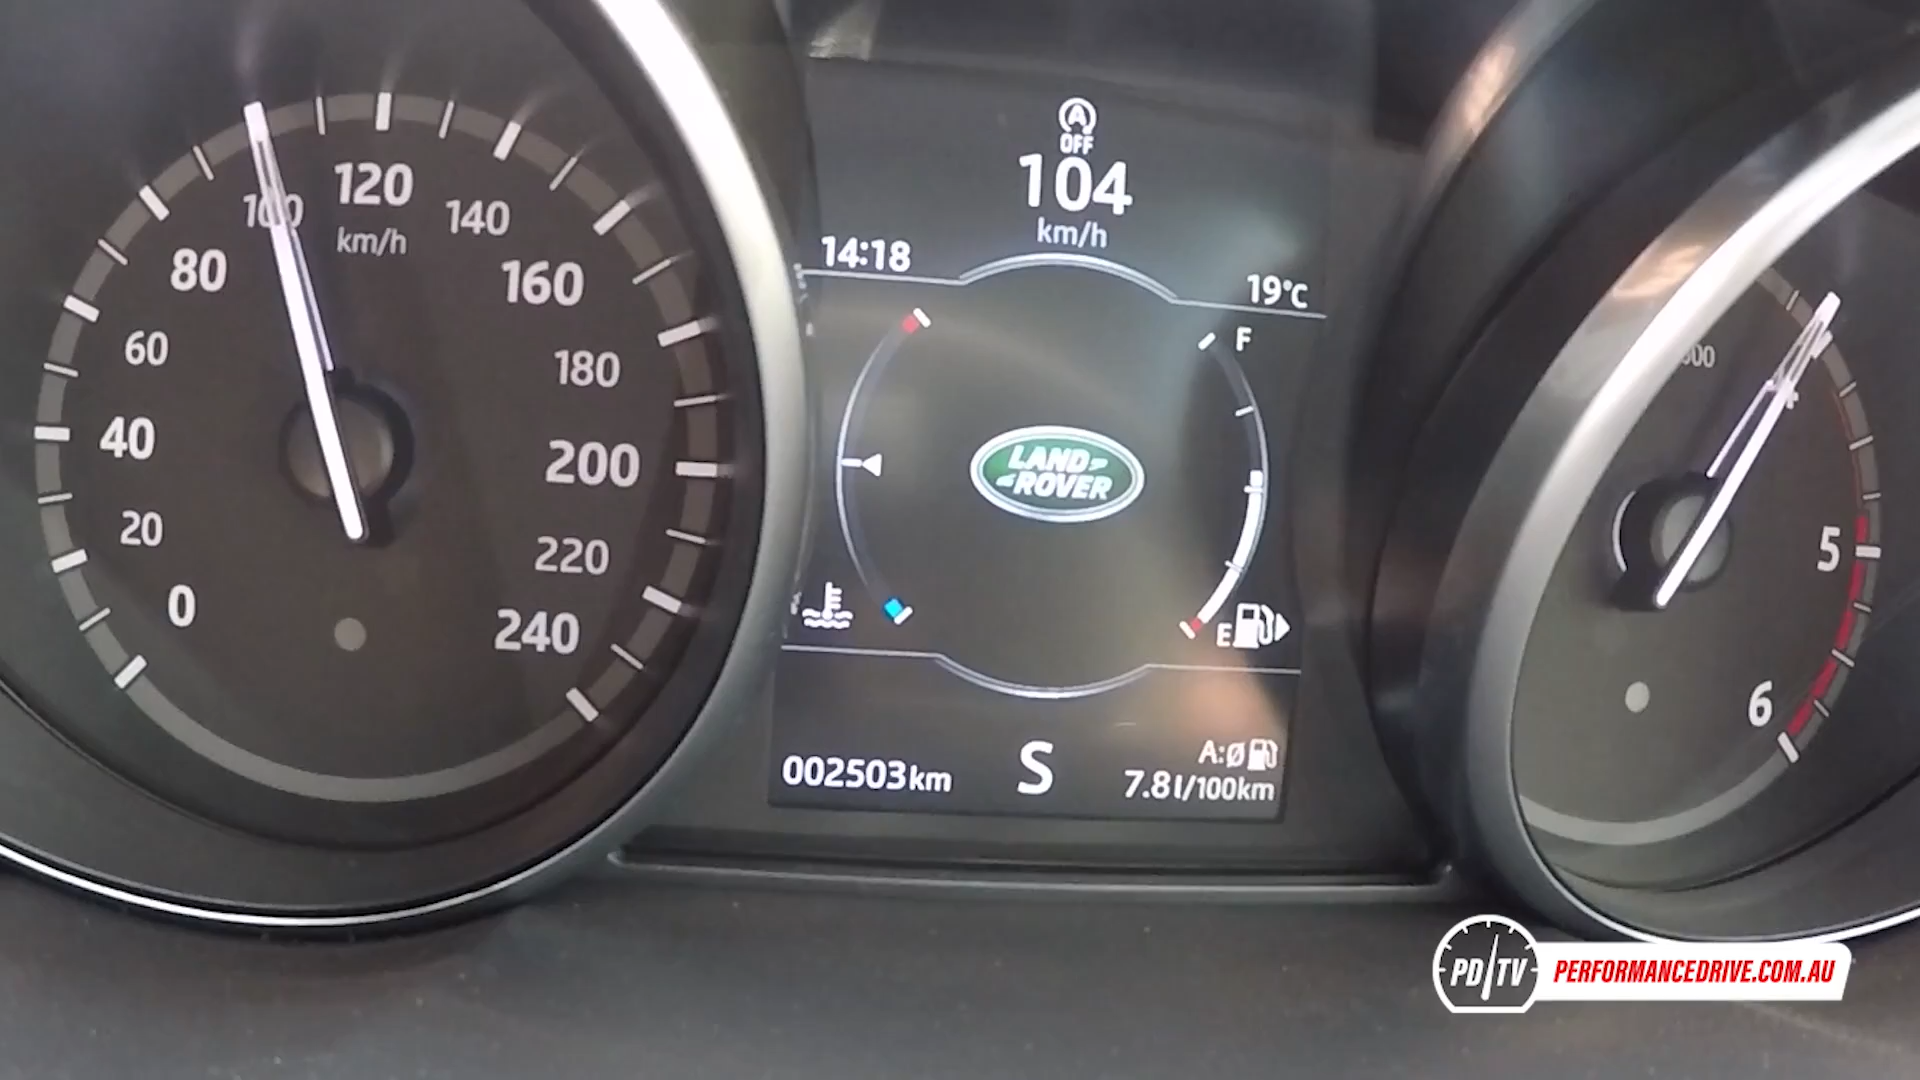 120
km/h
100
140
80
160
60
180
40
200
20
220
0
240
A
OFF
104
km/h
14:18
19°C
F
LAND
ROVER
E
002503km
S
A:Ø
7.8l/100km
4
5
6
PD/TV
PERFORMANCEDRIVE.COM.AU